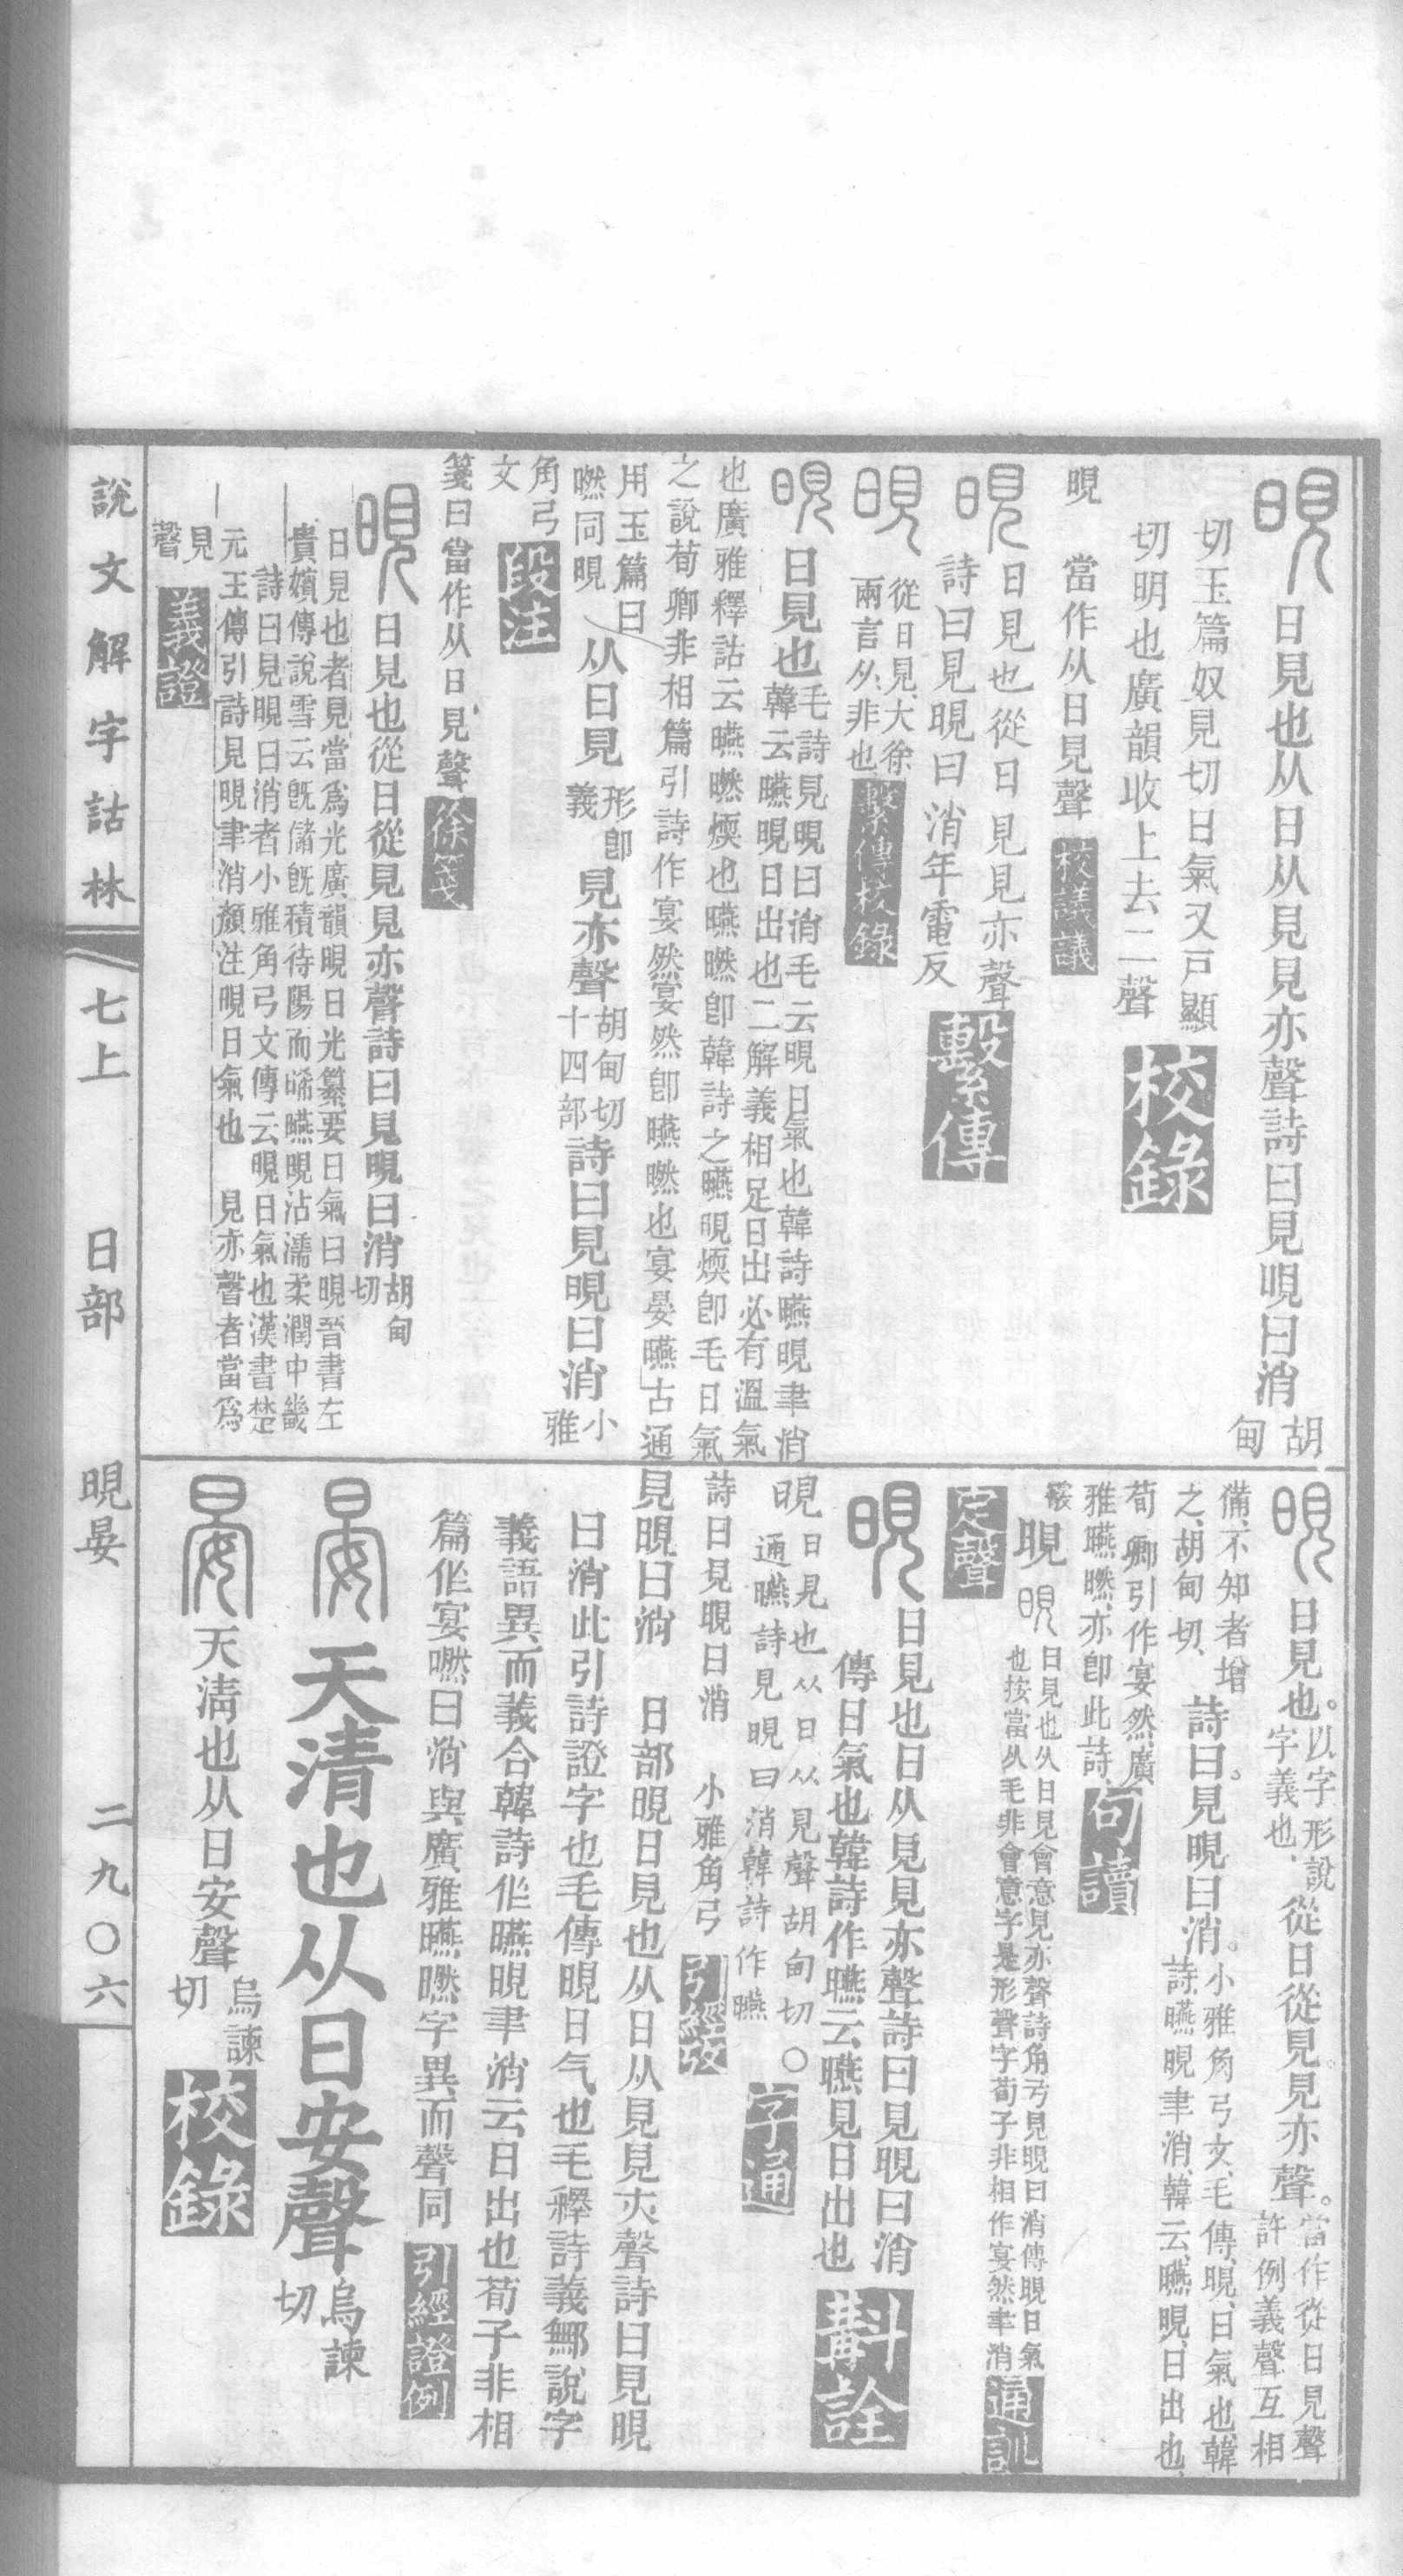 晛日見也从日从見見亦聲詩曰見晛曰消胡甸
切玉篇奴見切日氣又戸顯
切明也廣韻收上去二聲校錄
晛當作从日見聲校議議
晛日見也從日見見亦聲
詩曰見晛曰消年電反繫傳
晛從日見大徐
兩言从非也繫傳校錄
晛日見也毛詩見晛曰消毛云晛日氣也韓詩曣晛聿消
韓云曣晛日出也二解義相足日出必有溫氣
也廣雅釋詁云曣㬗煗也曣㬗卽韓詩之曣晛煗卽毛日氣
之說荀卿非相篇引詩作宴然宴然卽曣㬗也宴晏曣古通
用玉篇曰
㬗同晛从日見形卽
義見亦聲胡甸切
十四部詩曰見晛曰消小
雅
角弓
文段注
箋曰當作从日見聲徐箋
晛日見也從日從見見亦聲詩曰見晛曰消胡甸
切
日見也者見當爲光廣韻晛日光纂要日氣曰晛晉書左
貴嬪傳說雪云旣儲旣積待陽而晞曣晛沾濡柔潤中畿
詩曰見晛曰消者小雅角弓文傳云晛日氣也漢書楚
元王傳引詩見晛聿消顏注晛日氣也 見亦聲者當爲
見
聲義證
晛日見也以字形說
字義也從日從見見亦聲當作從日見聲
許例義聲互相
備不知者增
之胡甸切詩曰見晛曰消小雅角弓文毛傳晛日氣也韓
詩曣晛聿消韓云曣晛日出也
荀卿引作宴然廣
雅曣㬗亦卽此詩句讀
晛晛日見也从日見會意見亦聲詩角弓見晛曰消傳晛日氣
也按當从毛非會意字是形聲字荀子非相作宴然聿消通訓
定聲
晛日見也日从見見亦聲詩曰見晛曰消
傳日氣也韓詩作曣云曣見日出也斠詮
晛日見也从日从見聲胡甸切〇
通曣詩見晛曰消韓詩作曣字通
詩曰見晛曰消 小雅角弓引經攷
見晛曰消 日部晛日見也从日从見見亦聲詩曰見晛
曰消此引詩證字也毛傳晛日气也毛釋詩義鄦說字
義語異而義合韓詩作曣晛聿消云日出也荀子非相
篇作宴㬗曰消與廣雅曣㬗字異而聲同引經證例
晏天清也从日安聲烏諫
切
晏天清也从日安聲烏諫
切校錄
說文解字詁林 七上 日部 晛晏 二九〇六